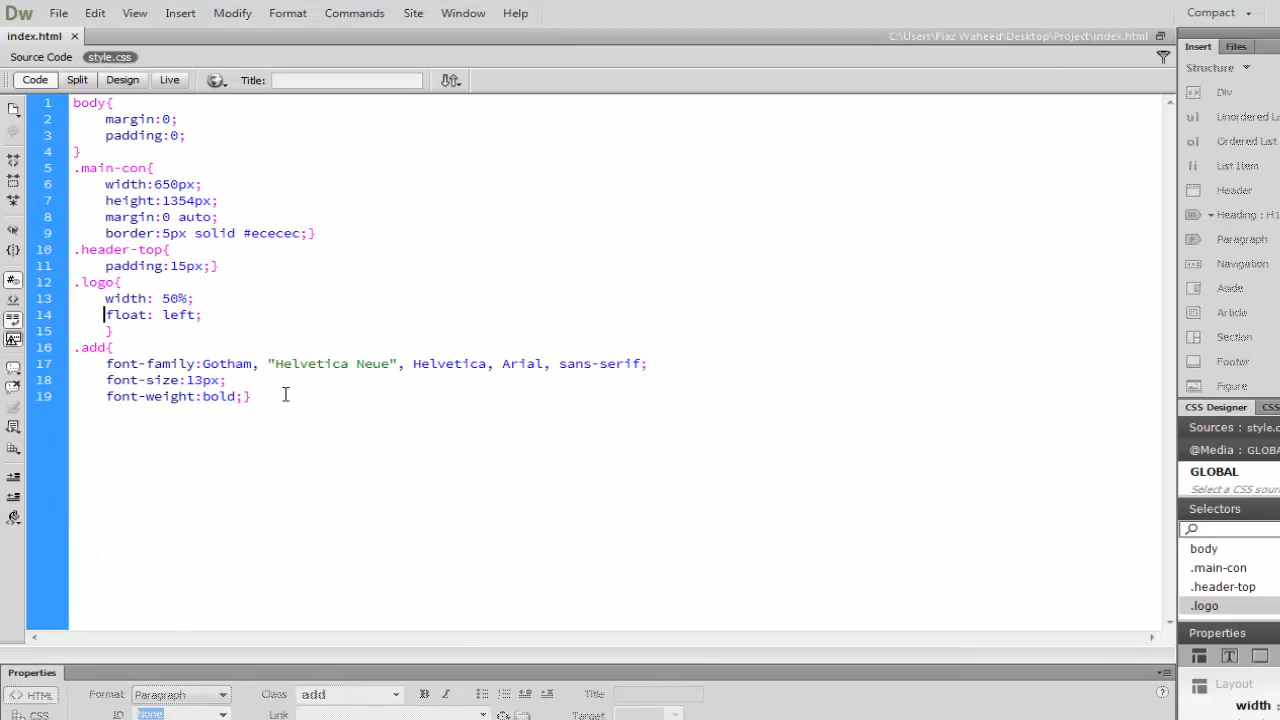 Dw File Edit View Insert Modify Format Commands Site Window Help Compact
index.html C:\Users\Fiaz Waheed\Desktop\Project\index.html Insert Files
Source Code style.css
Structure
Code Split Design Live Title:
Div
Unordered List
Ordered List
List Item
Header
Heading: H1
Paragraph
Navigation
Aside
Article
Section
Footer
Figure
1 body{
2 margin:0;
3 padding:0;
4 }
5 .main-con{
6 width:650px;
7 height:1354px;
8 margin:0 auto;
9 border:5px solid #ececec;}
10 .header-top{
11 padding:15px;}
12 .logo{
13 width: 50%;
14 float: left;
15 }
16 .add{
17 font-family:Gotham, "Helvetica Neue", Helvetica, Arial, sans-serif;
18 font-size:13px;
19 font-weight:bold;}
CSS Designer CSS
Sources : style.c
@Media : GLOBA
GLOBAL
Select a CSS sourc
Selectors
body
.main-con
.header-top
.logo
Properties
Layout
width :
Properties
<> HTML Format Paragraph Class add B I Title
CSS ID None Link Target